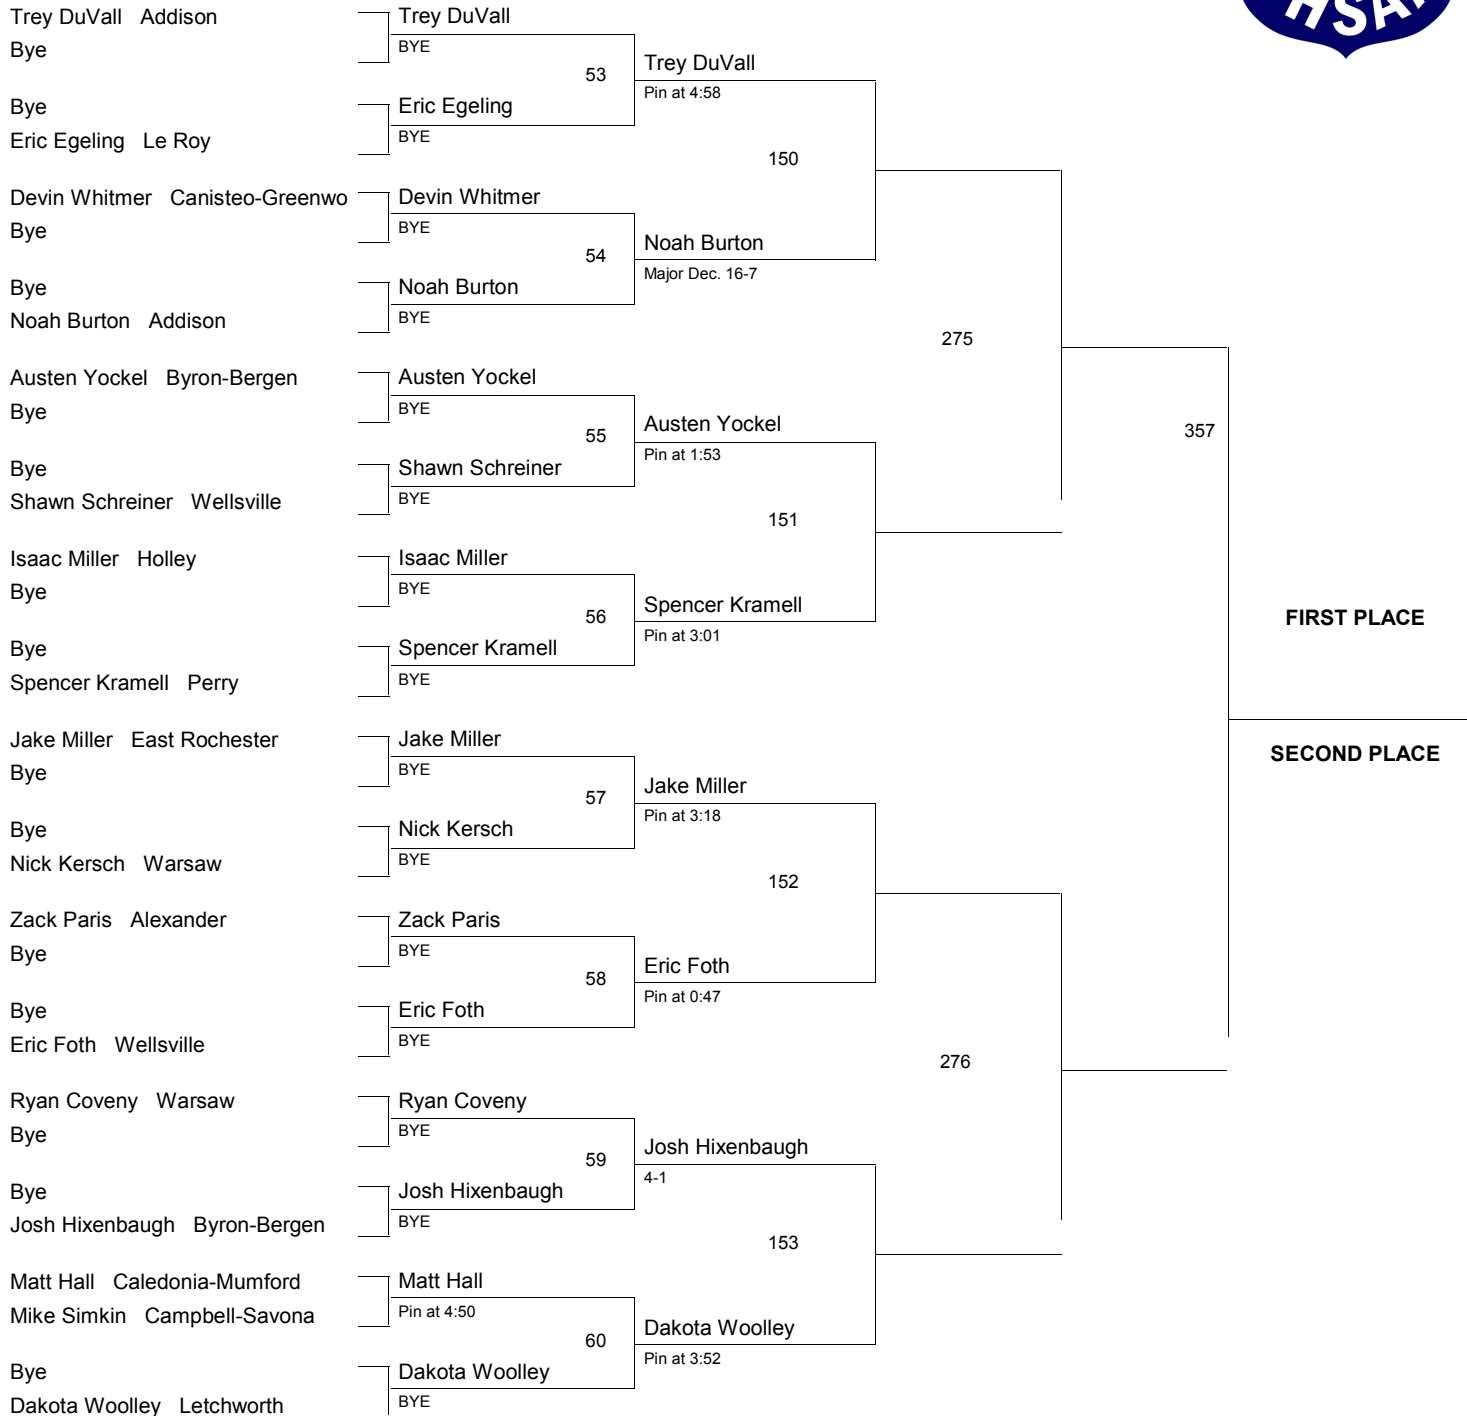 HSAA
Trey DuVall Addison
Bye
Trey DuVall
BYE
53
Trey DuVall
Pin at 4:58
Bye
Eric Egeling Le Roy
Eric Egeling
BYE
150
Devin Whitmer Canisteo-Greenwo
Bye
Devin Whitmer
BYE
54
Noah Burton
Major Dec. 16-7
Bye
Noah Burton Addison
Noah Burton
BYE
275
Austen Yockel Byron-Bergen
Bye
Austen Yockel
BYE
55
Austen Yockel
Pin at 1:53
357
Bye
Shawn Schreiner Wellsville
Shawn Schreiner
BYE
151
Isaac Miller Holley
Bye
Isaac Miller
BYE
56
Spencer Kramell
Pin at 3:01
FIRST PLACE
Bye
Spencer Kramell Perry
Spencer Kramell
BYE
Jake Miller East Rochester
Bye
Jake Miller
BYE
57
Jake Miller
Pin at 3:18
SECOND PLACE
Bye
Nick Kersch Warsaw
Nick Kersch
BYE
152
Zack Paris Alexander
Bye
Zack Paris
BYE
58
Eric Foth
Pin at 0:47
Bye
Eric Foth Wellsville
Eric Foth
BYE
276
Ryan Coveny Warsaw
Bye
Ryan Coveny
BYE
59
Josh Hixenbaugh
4-1
Bye
Josh Hixenbaugh Byron-Bergen
Josh Hixenbaugh
BYE
153
Matt Hall Caledonia-Mumford
Mike Simkin Campbell-Savona
Matt Hall
Pin at 4:50
60
Dakota Woolley
Pin at 3:52
Bye
Dakota Woolley Letchworth
Dakota Woolley
BYE